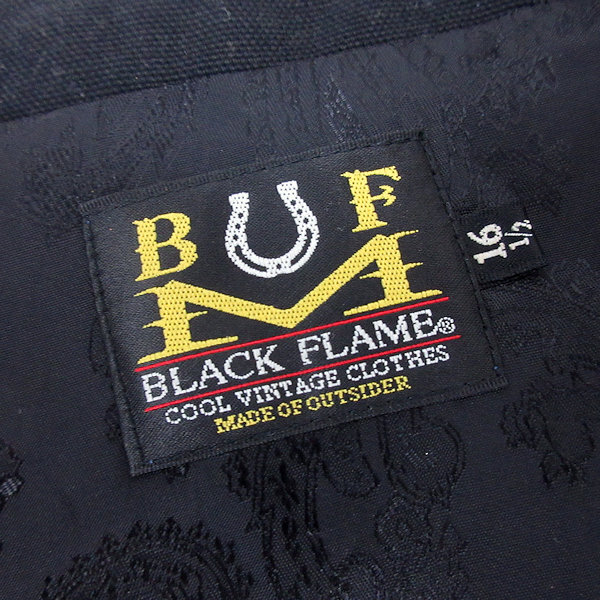 B F
M
BLACK FLAME®
COOL VINTAGE CLOTHES
MADE OF OUTSIDER
16 1/2